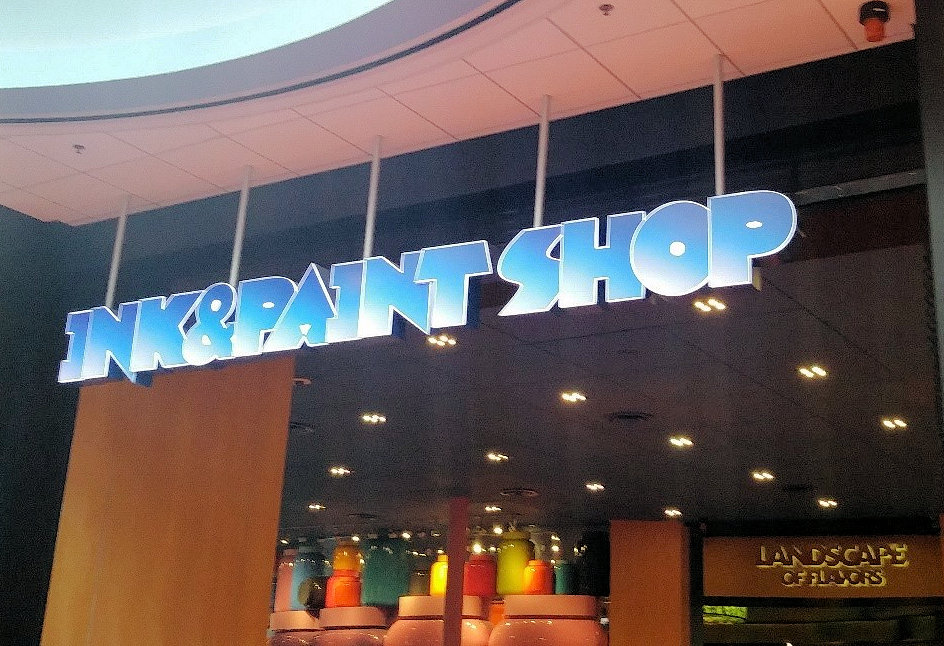 INK&PAINT SHOP
LANDSCAPE
OF FLAVORS